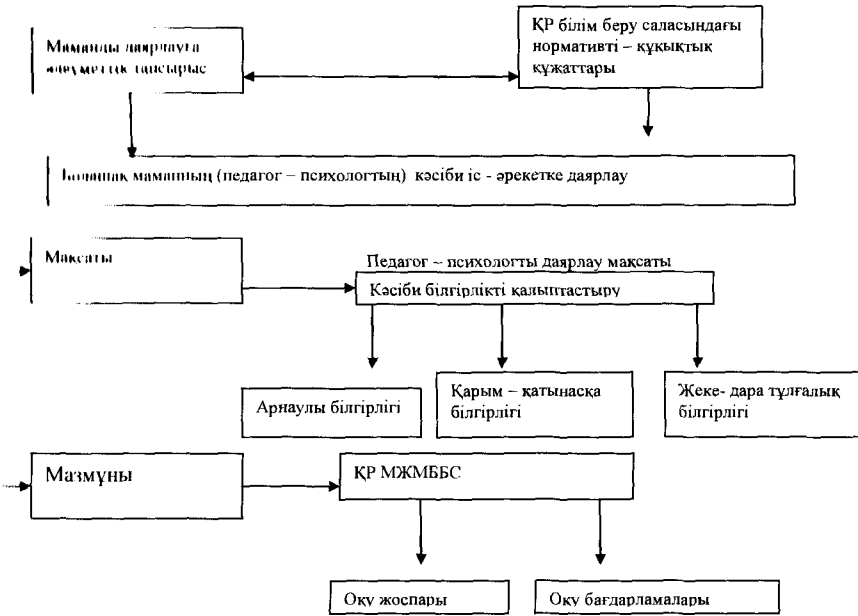 Маманды даярлауға
әлеуметтік тапсырыс
ҚР білім беру саласындағы
нормативті – құқықтық
құжаттары
Болашақ маманның (педагог – психологтың) кәсіби іс - әрекетке даярлау
Мақсаты
Педагог – психологты даярлау мақсаты
Кәсіби білгірлікті қалыптастыру
Арнаулы білгірлігі
Қарым – қатынасқа
білгірлігі
Жеке- дара тұлғалық
білгірлігі
Мазмұны
ҚР МЖМББС
Оқу жоспары
Оқу бағдарламалары